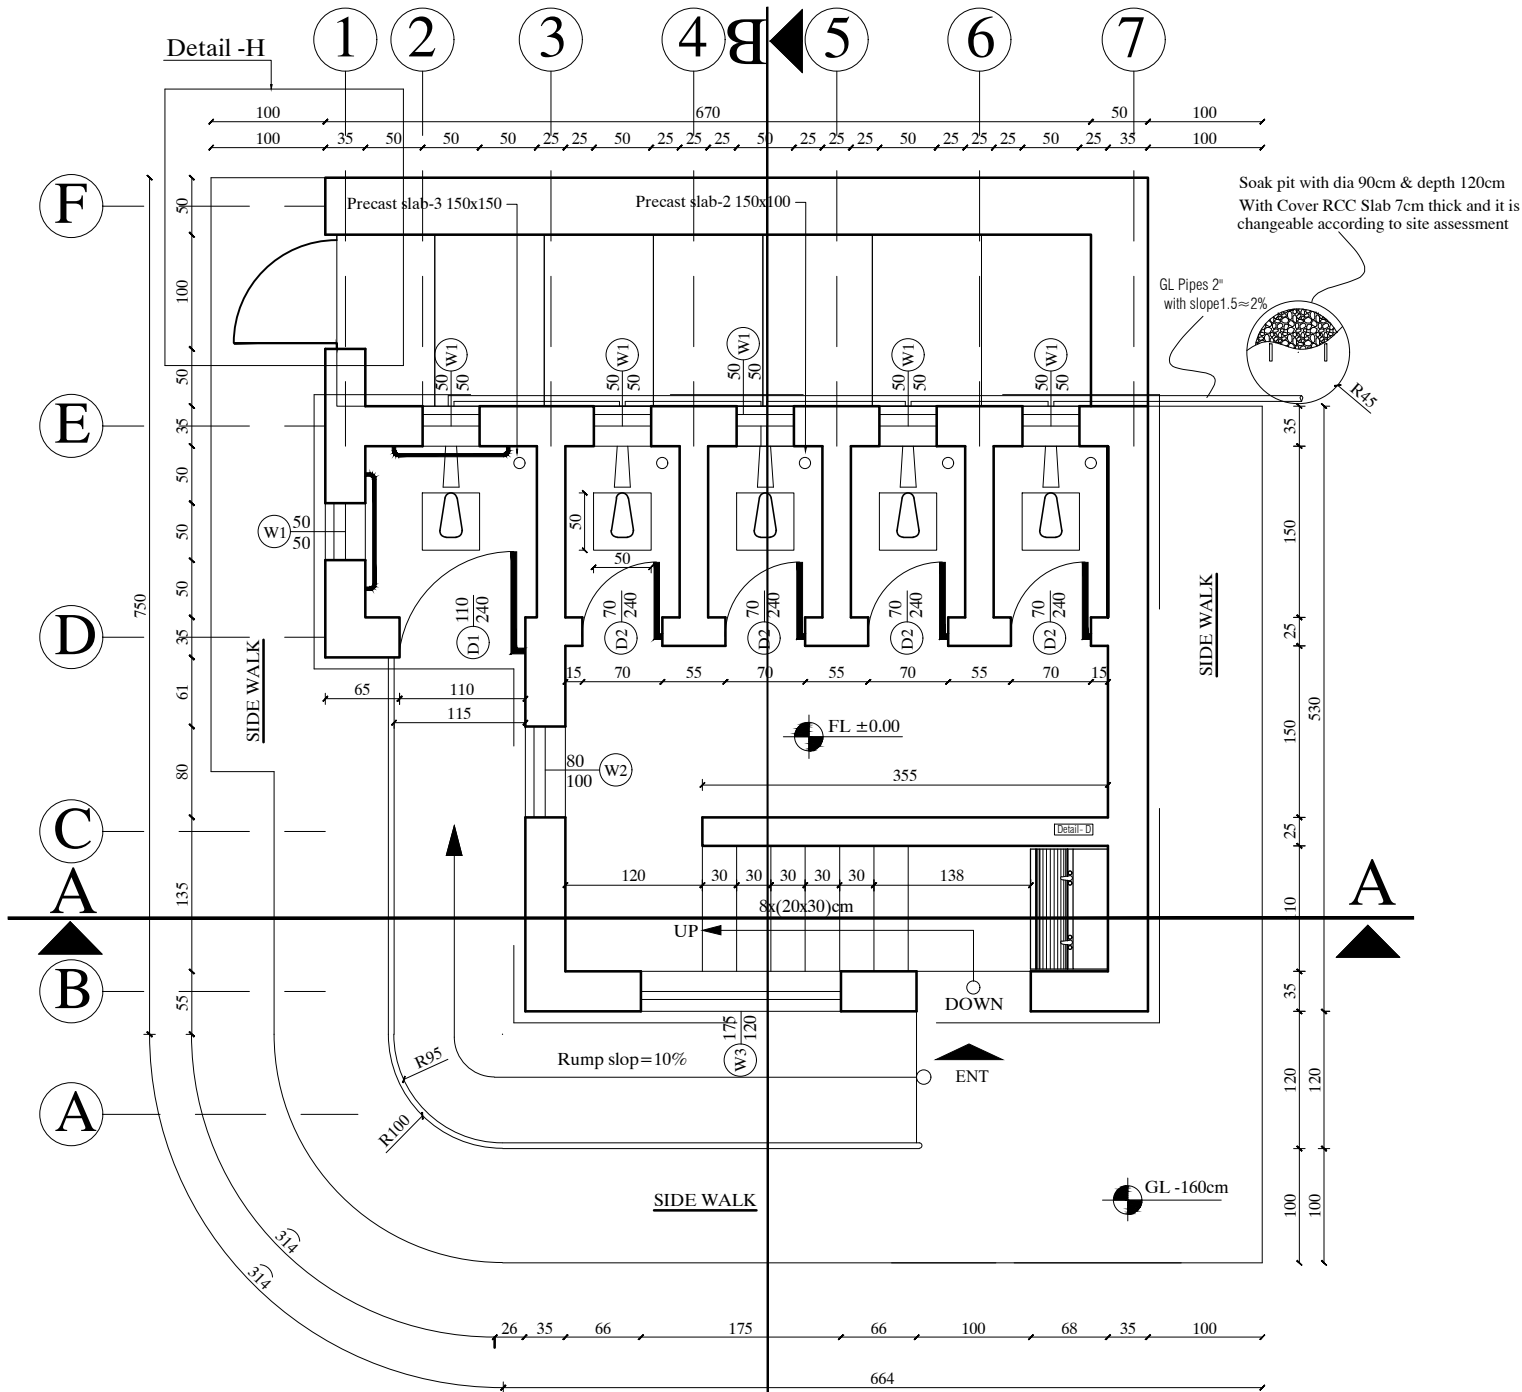 Detail -H
1 2 3 4 B 5 6 7
100 670 50 100
100 35 50 50 50 25 25 50 25 25 25 50 25 25 25 50 25 25 25 50 25 35 100
F
Precast slab-3 150x150
Precast slab-2 150x100
Soak pit with dia 90cm & depth 120cm
With Cover RCC Slab 7cm thick and it is
changeable according to site assessment
GL Pipes 2"
with slope1.5≈2%
R45
50
100
50
35
50
50
50
35
61
80
135
55
750
E
W1 50 50
W1 50 50
W1 50 50
W1 50 50
W1 50 50
W1 50 50
50
50
D
110 240 D1
70 240 D2
70 240 D2
70 240 D2
70 240 D2
15 70 55 70 55 70 55 70 15
65 110
115
SIDE WALK
SIDE WALK
FL ±0.00
80 100 W2
355
C
Detail- D
35
150
25
150
25
10
35
120
100
530
120
100
120 30 30 30 30 30 138
8x(20x30)cm
A A
UP
DOWN
B
175 120 W3
Rump slop=10%
ENT
R95
R100
A
SIDE WALK
GL -160cm
314
314
26 35 66 175 66 100 68 35 100
664